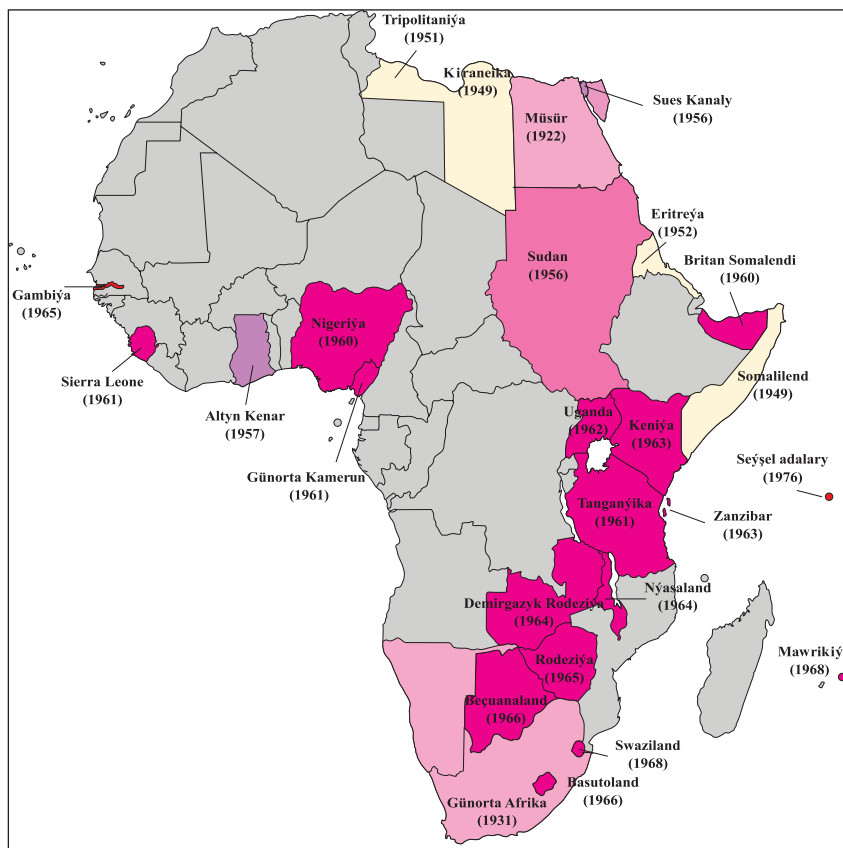 Tripolitaniýa
(1951)
Kiraneika
(1949)
Müsür
(1922)
Sues Kanaly
(1956)
Eritreýa
(1952)
Sudan
(1956)
Britan Somalendi
(1960)
Gambiýa
(1965)
Nigeriýa
(1960)
Sierra Leone
(1961)
Altyn Kenar
(1957)
Somalilend
(1949)
Uganda
(1962)
Keniýa
(1963)
Günorta Kamerun
(1961)
Seýşel adalary
(1976)
Tanganýika
(1961)
Zanzibar
(1963)
Nýasaland
(1964)
Demirgazyk Rodeziýa
(1964)
Rodeziýa
(1965)
Mawrikiý
(1968)
Beçuanaland
(1966)
Swaziland
(1968)
Basutoland
(1966)
Günorta Afrika
(1931)